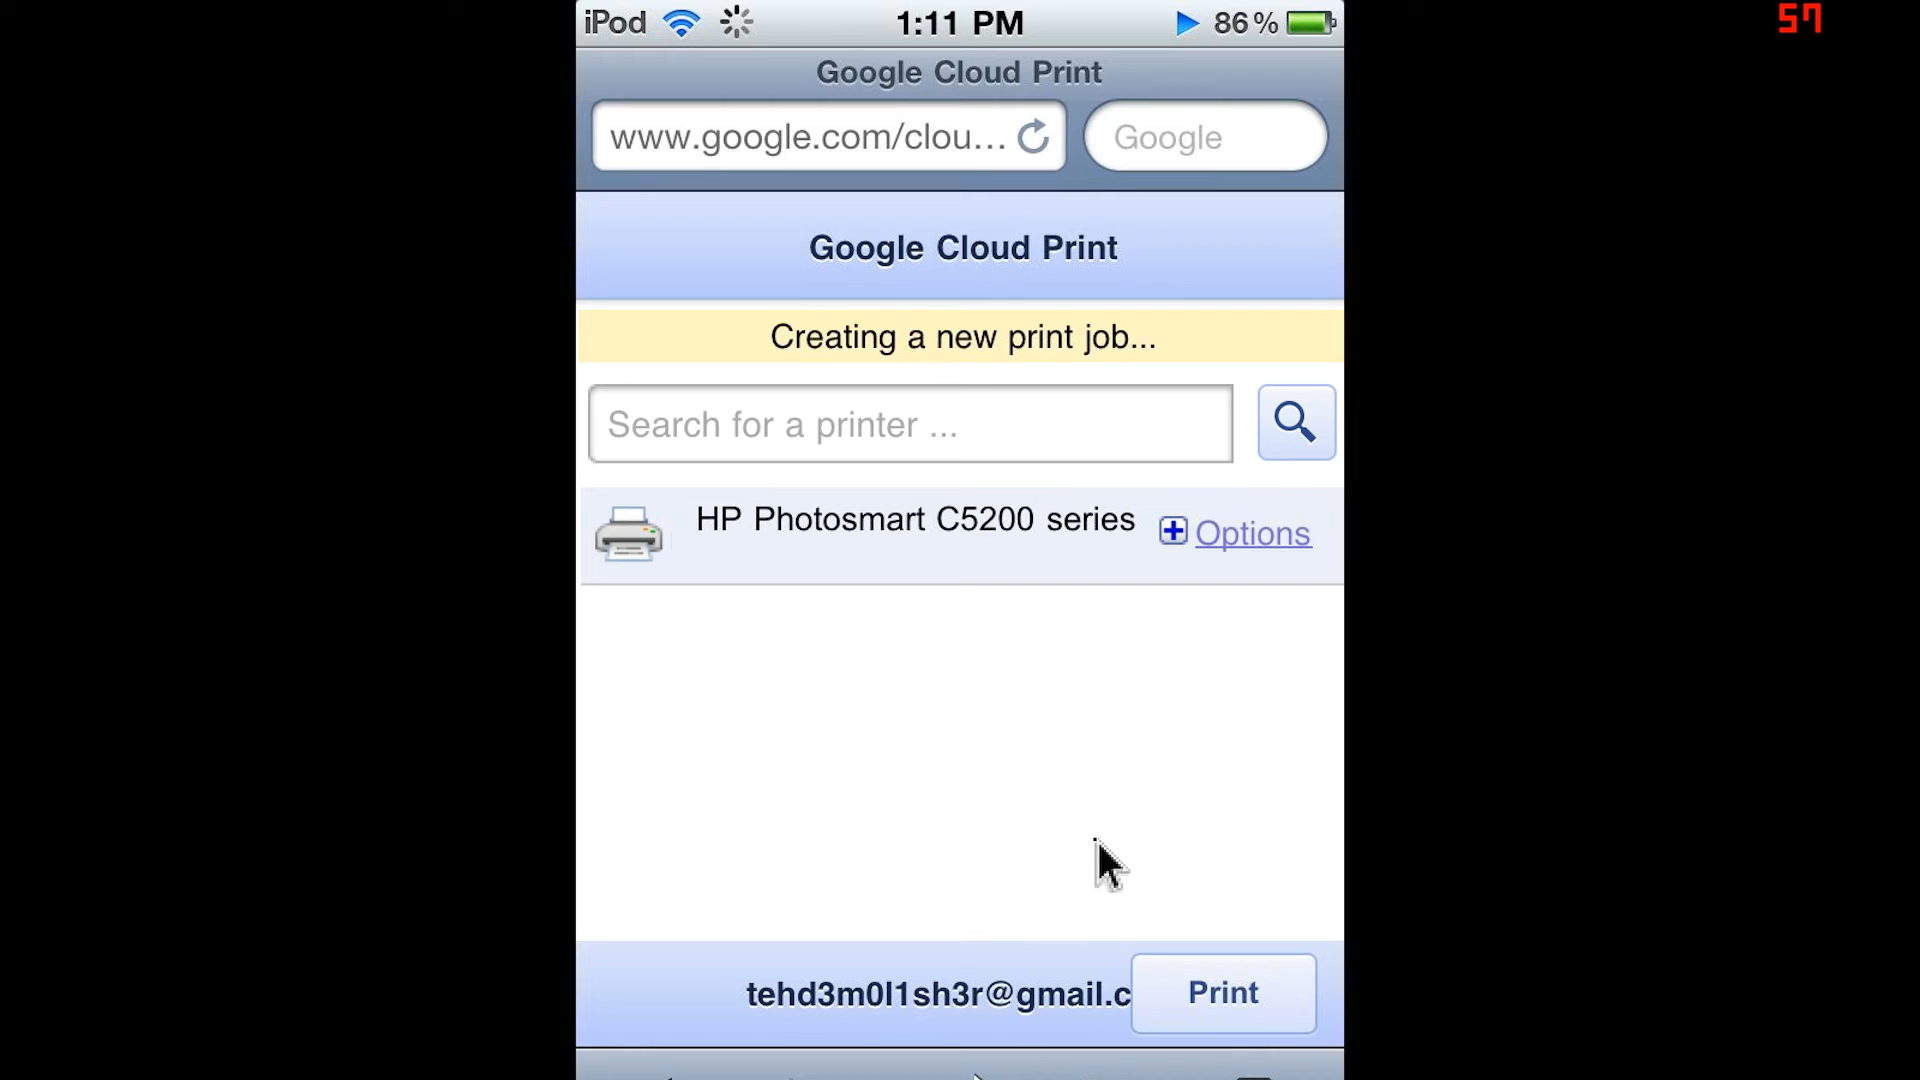 iPod 1:11 PM 86%
57
Google Cloud Print
www.google.com/clou... Google
Google Cloud Print
Creating a new print job...
Search for a printer ...
HP Photosmart C5200 series Options
tehd3m0l1sh3r@gmail.c Print